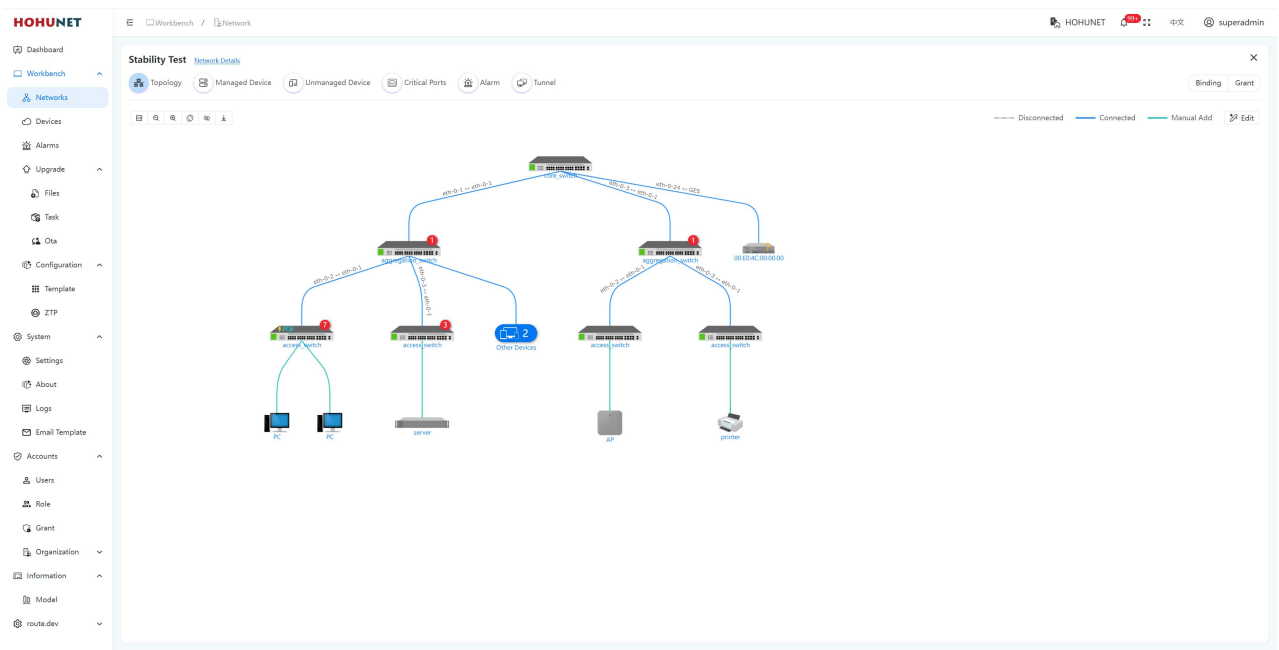 HOHUNET
Workbench / Network
HOHUNET 99+ 中文 superadmin
Dashboard
Workbench
Networks
Devices
Alarms
Upgrade
Files
Task
Ota
Configuration
Template
ZTP
System
Settings
About
Logs
Email Template
Accounts
Users
Role
Grant
Organization
Information
Model
route.dev
Stability Test Network Details
Topology Managed Device Unmanaged Device Critical Ports Alarm Tunnel
Binding Grant
Disconnected Connected Manual Add Edit
core_switch
eth-0-1 ↔ eth-0-1
eth-0-3 ↔ eth-0-1
eth-0-24 ↔ GE5
1
aggregation_switch
1
aggregation_switch
00:E0:4C:00:00:00
eth-0-2 ↔ eth-0-1
eth-0-3 ↔ eth-0-1
eth-0-2 ↔ eth-0-1
eth-0-3 ↔ eth-0-1
7
access_switch
3
access_switch
2
Other Devices
access_switch
access_switch
PC
PC
server
AP
printer